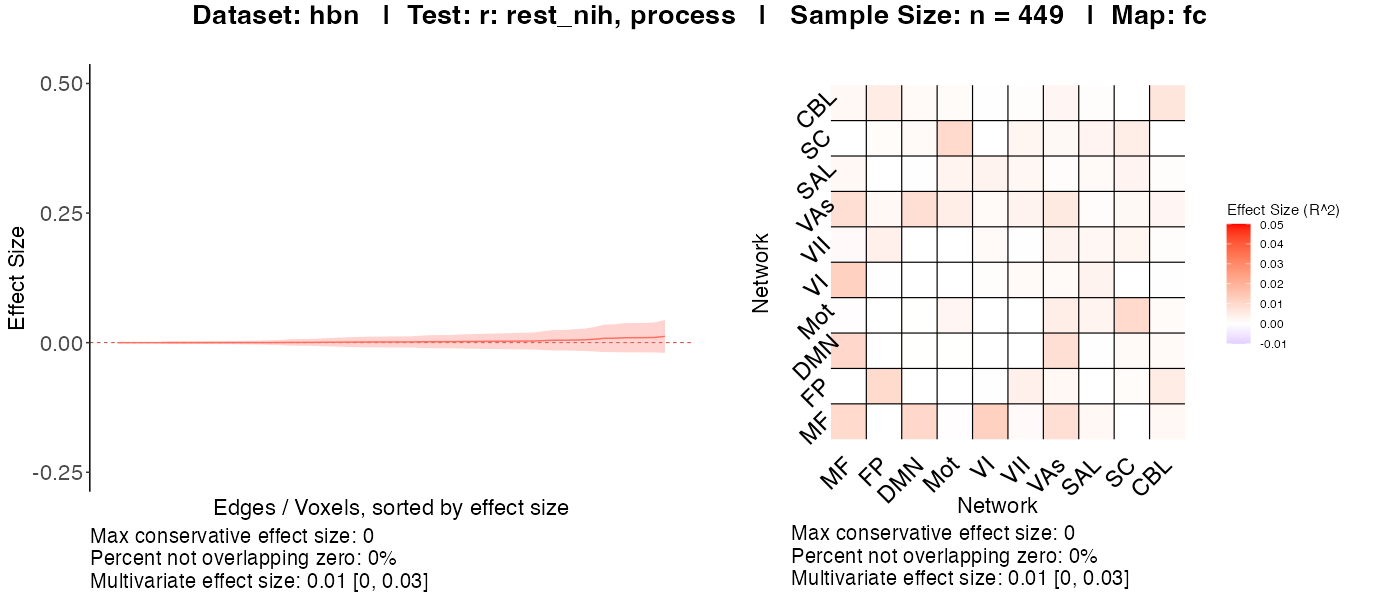 Dataset: hbn | Test: r: rest_nih, process | Sample Size: n = 449 | Map: fc
0.50
0.25
0.00
-0.25
Effect Size
Edges / Voxels, sorted by effect size
Max conservative effect size: 0
Percent not overlapping zero: 0%
Multivariate effect size: 0.01 [0, 0.03]
Network
CBL
SC
SAL
VAs
VII
VI
Mot
DMN
FP
MF
MF FP DMN Mot VI VII VAs SAL SC CBL
Network
Max conservative effect size: 0
Percent not overlapping zero: 0%
Multivariate effect size: 0.01 [0, 0.03]
Effect Size (R^2)
0.05
0.04
0.03
0.02
0.01
0.00
-0.01